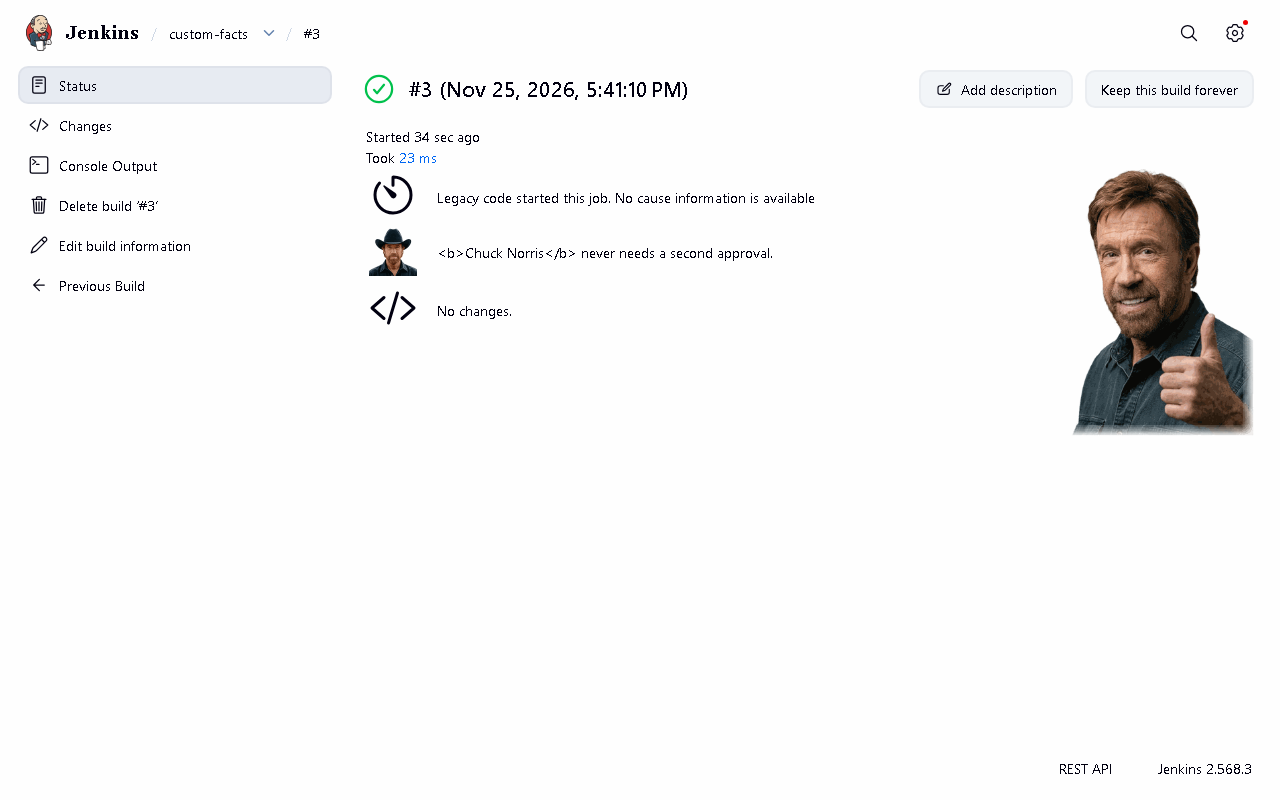 Jenkins / custom-facts / #3
Status
Changes
Console Output
Delete build ‘#3’
Edit build information
Previous Build
#3 (Nov 25, 2026, 5:41:10 PM)
Add description
Keep this build forever
Started 34 sec ago
Took 23 ms
Legacy code started this job. No cause information is available
<b>Chuck Norris</b> never needs a second approval.
No changes.
REST API
Jenkins 2.568.3